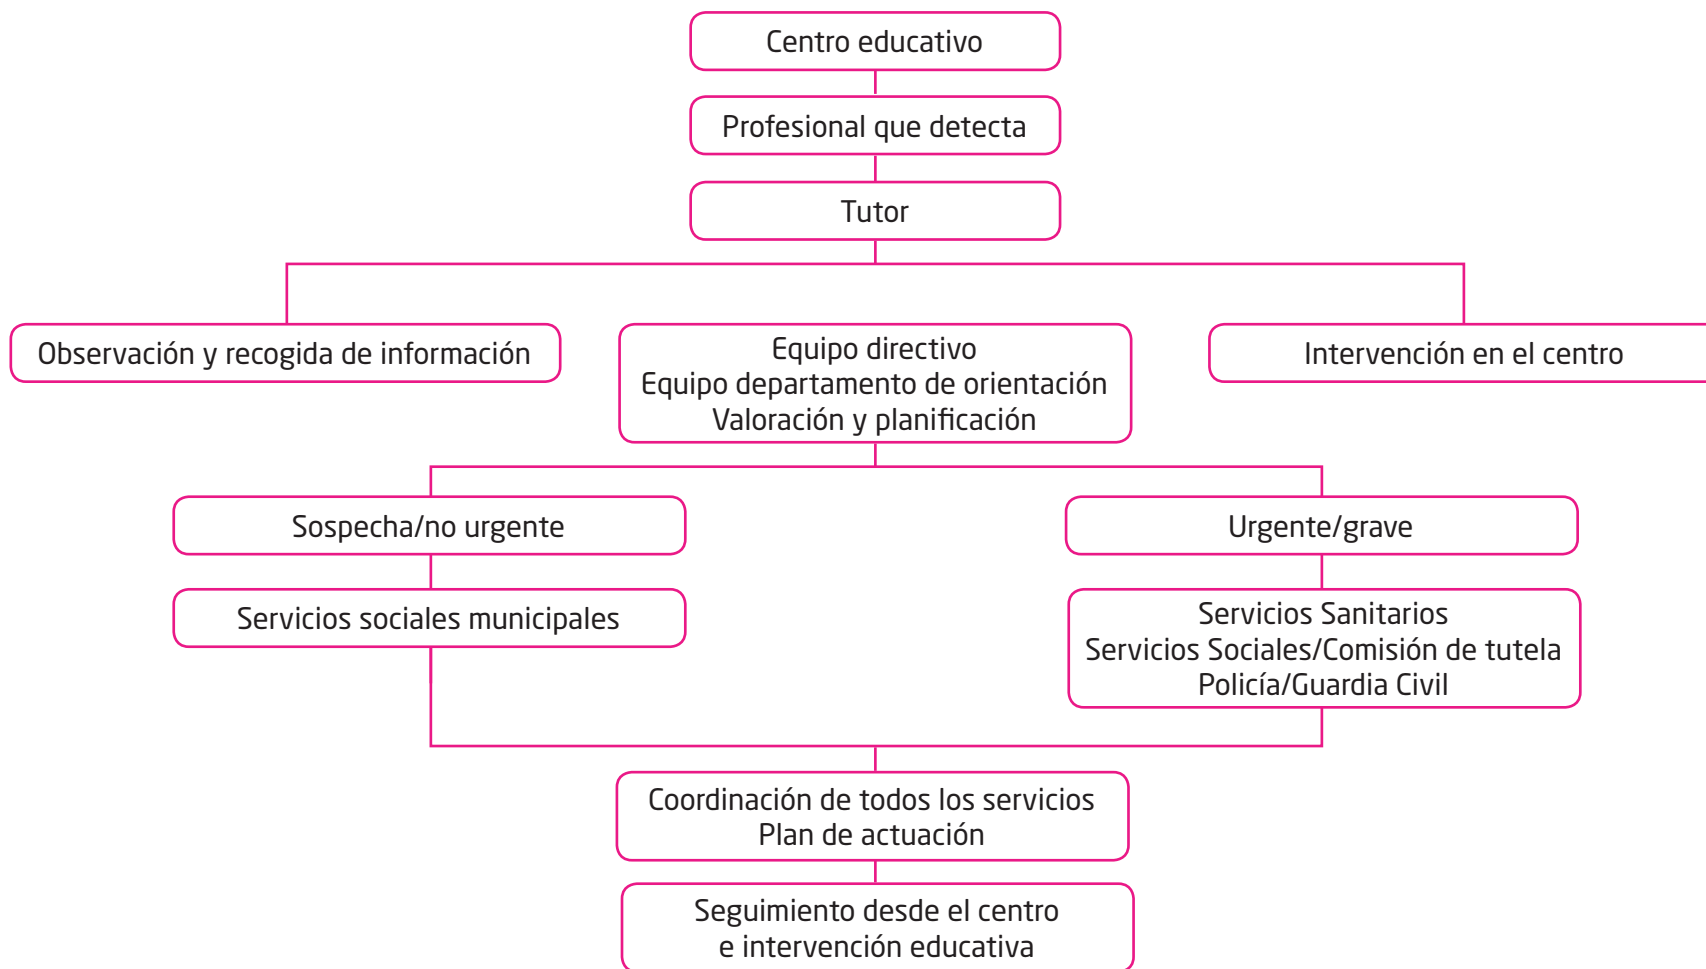 Centro educativo
Profesional que detecta
Tutor
Observación y recogida de información
Equipo directivo
Equipo departamento de orientación
Valoración y planificación
Intervención en el centro
Sospecha/no urgente
Urgente/grave
Servicios sociales municipales
Servicios Sanitarios
Servicios Sociales/Comisión de tutela
Policía/Guardia Civil
Coordinación de todos los servicios
Plan de actuación
Seguimiento desde el centro
e intervención educativa